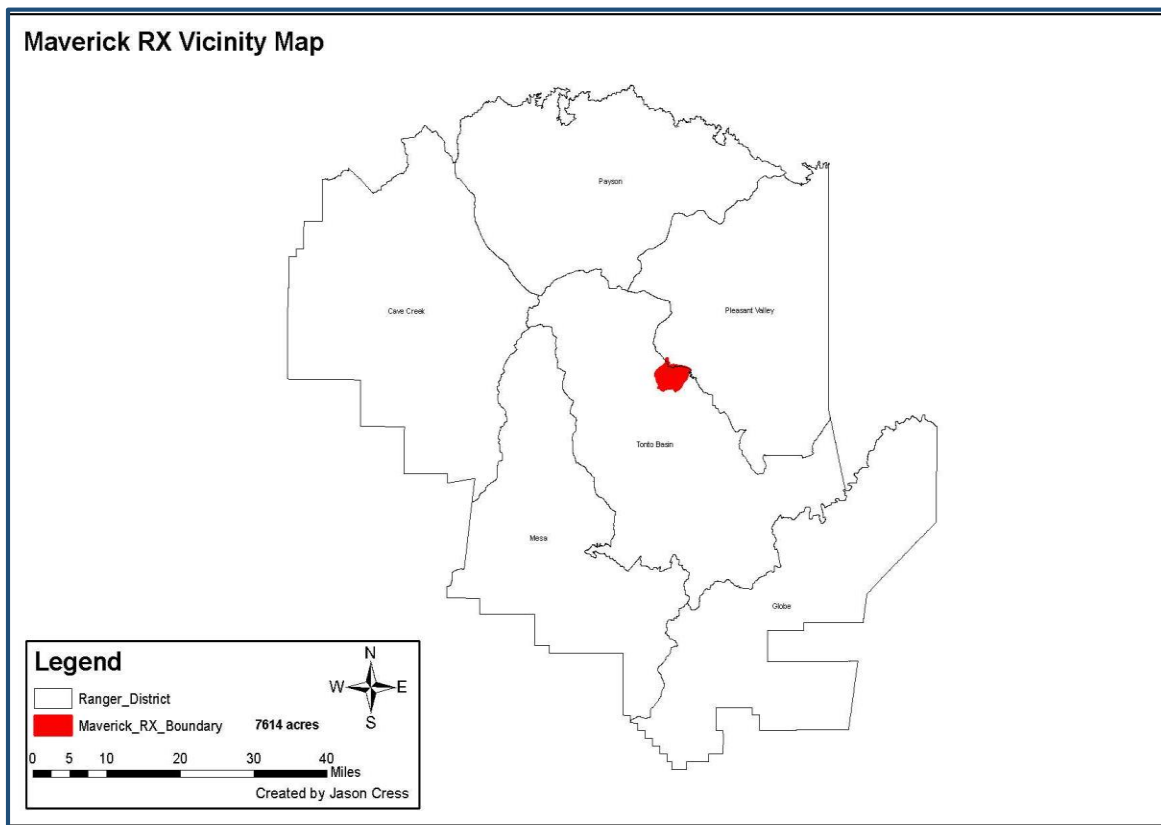 Maverick RX Vicinity Map
Payson
Cave Creek
Pleasant Valley
Tonto Basin
Mesa
Globe
Legend
N
W E
S
Ranger_District
Maverick_RX_Boundary 7614 acres
0 5 10 20 30 40
Miles
Created by Jason Cress